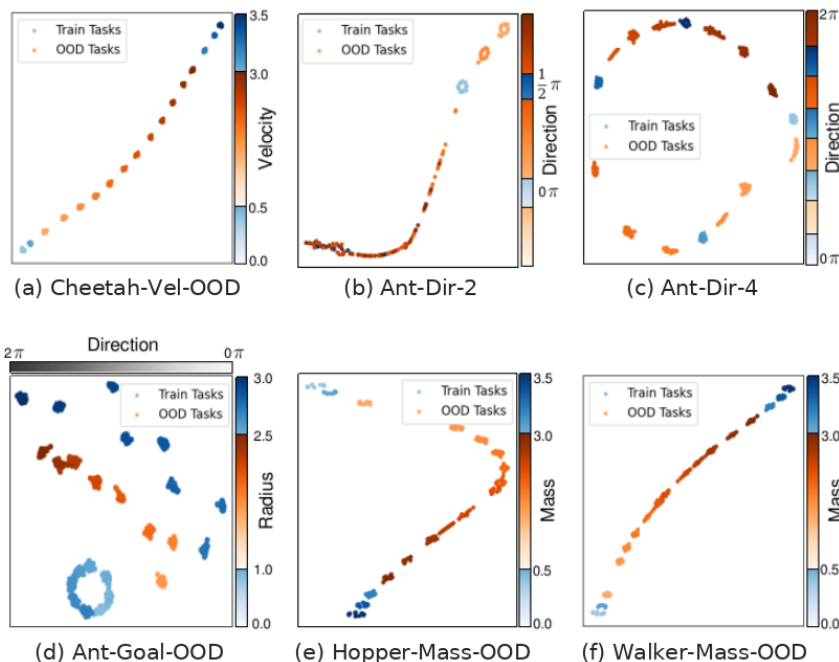 Train Tasks
OOD Tasks
3.5
3.0
0.5
0.0
Velocity
(a) Cheetah-Vel-OOD
Train Tasks
OOD Tasks
1/2 π
0π
Direction
(b) Ant-Dir-2
Train Tasks
OOD Tasks
2π
0π
Direction
(c) Ant-Dir-4
Direction
2π
0π
Train Tasks
OOD Tasks
3.0
2.5
1.0
0.0
Radius
(d) Ant-Goal-OOD
Train Tasks
OOD Tasks
3.5
3.0
0.5
0.0
Mass
(e) Hopper-Mass-OOD
Train Tasks
OOD Tasks
3.5
3.0
0.5
0.0
Mass
(f) Walker-Mass-OOD